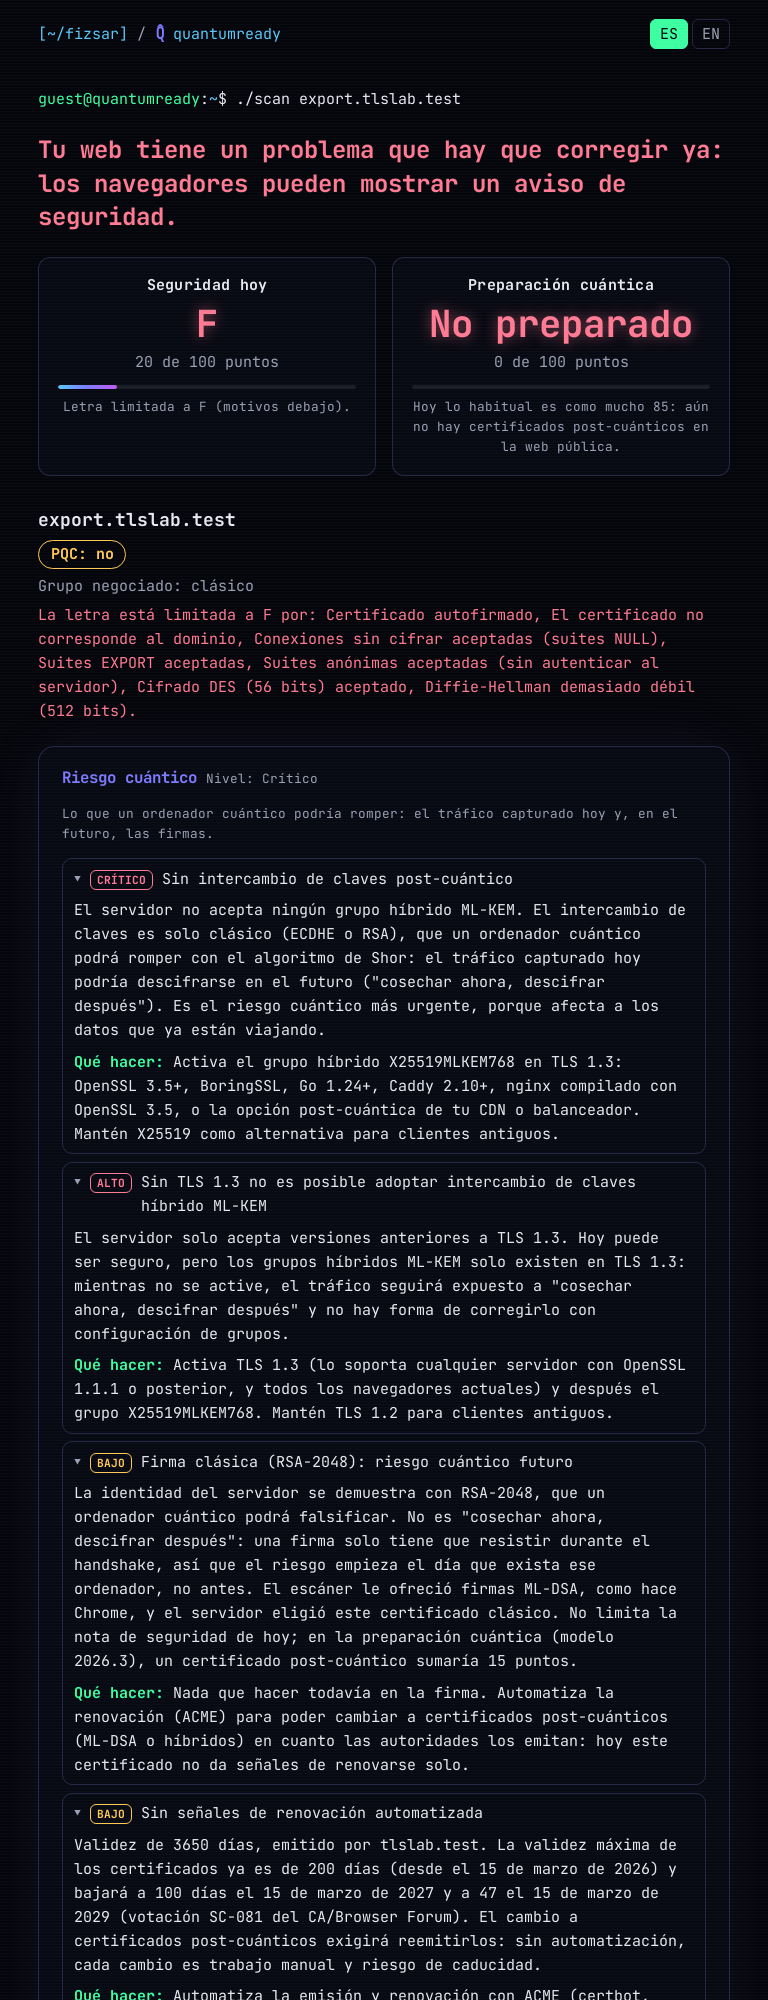 [~/fizsar] / Q̂ quantumready
ES EN
guest@quantumready:~$ ./scan export.tlslab.test
Tu web tiene un problema que hay que corregir ya:
los navegadores pueden mostrar un aviso de
seguridad.
Seguridad hoy
F
20 de 100 puntos
Letra limitada a F (motivos debajo).
Preparación cuántica
No preparado
0 de 100 puntos
Hoy lo habitual es como mucho 85: aún
no hay certificados post-cuánticos en
la web pública.
export.tlslab.test
PQC: no
Grupo negociado: clásico
La letra está limitada a F por: Certificado autofirmado, El certificado no
corresponde al dominio, Conexiones sin cifrar aceptadas (suites NULL),
Suites EXPORT aceptadas, Suites anónimas aceptadas (sin autenticar al
servidor), Cifrado DES (56 bits) aceptado, Diffie-Hellman demasiado débil
(512 bits).
Riesgo cuántico Nivel: Crítico
Lo que un ordenador cuántico podría romper: el tráfico capturado hoy y, en el
futuro, las firmas.
▾ CRÍTICO Sin intercambio de claves post-cuántico
El servidor no acepta ningún grupo híbrido ML-KEM. El intercambio de
claves es solo clásico (ECDHE o RSA), que un ordenador cuántico
podrá romper con el algoritmo de Shor: el tráfico capturado hoy
podría descifrarse en el futuro ("cosechar ahora, descifrar
después"). Es el riesgo cuántico más urgente, porque afecta a los
datos que ya están viajando.
Qué hacer: Activa el grupo híbrido X25519MLKEM768 en TLS 1.3:
OpenSSL 3.5+, BoringSSL, Go 1.24+, Caddy 2.10+, nginx compilado con
OpenSSL 3.5, o la opción post-cuántica de tu CDN o balanceador.
Mantén X25519 como alternativa para clientes antiguos.
▾ ALTO Sin TLS 1.3 no es posible adoptar intercambio de claves
híbrido ML-KEM
El servidor solo acepta versiones anteriores a TLS 1.3. Hoy puede
ser seguro, pero los grupos híbridos ML-KEM solo existen en TLS 1.3:
mientras no se active, el tráfico seguirá expuesto a "cosechar
ahora, descifrar después" y no hay forma de corregirlo con
configuración de grupos.
Qué hacer: Activa TLS 1.3 (lo soporta cualquier servidor con OpenSSL
1.1.1 o posterior, y todos los navegadores actuales) y después el
grupo X25519MLKEM768. Mantén TLS 1.2 para clientes antiguos.
▾ BAJO Firma clásica (RSA-2048): riesgo cuántico futuro
La identidad del servidor se demuestra con RSA-2048, que un
ordenador cuántico podrá falsificar. No es "cosechar ahora,
descifrar después": una firma solo tiene que resistir durante el
handshake, así que el riesgo empieza el día que exista ese
ordenador, no antes. El escáner le ofreció firmas ML-DSA, como hace
Chrome, y el servidor eligió este certificado clásico. No limita la
nota de seguridad de hoy; en la preparación cuántica (modelo
2026.3), un certificado post-cuántico sumaría 15 puntos.
Qué hacer: Nada que hacer todavía en la firma. Automatiza la
renovación (ACME) para poder cambiar a certificados post-cuánticos
(ML-DSA o híbridos) en cuanto las autoridades los emitan: hoy este
certificado no da señales de renovarse solo.
▾ BAJO Sin señales de renovación automatizada
Validez de 3650 días, emitido por tlslab.test. La validez máxima de
los certificados ya es de 200 días (desde el 15 de marzo de 2026) y
bajará a 100 días el 15 de marzo de 2027 y a 47 el 15 de marzo de
2029 (votación SC-081 del CA/Browser Forum). El cambio a
certificados post-cuánticos exigirá reemitirlos: sin automatización,
cada cambio es trabajo manual y riesgo de caducidad.
Qué hacer: Automatiza la emisión y renovación con ACME (certbot,